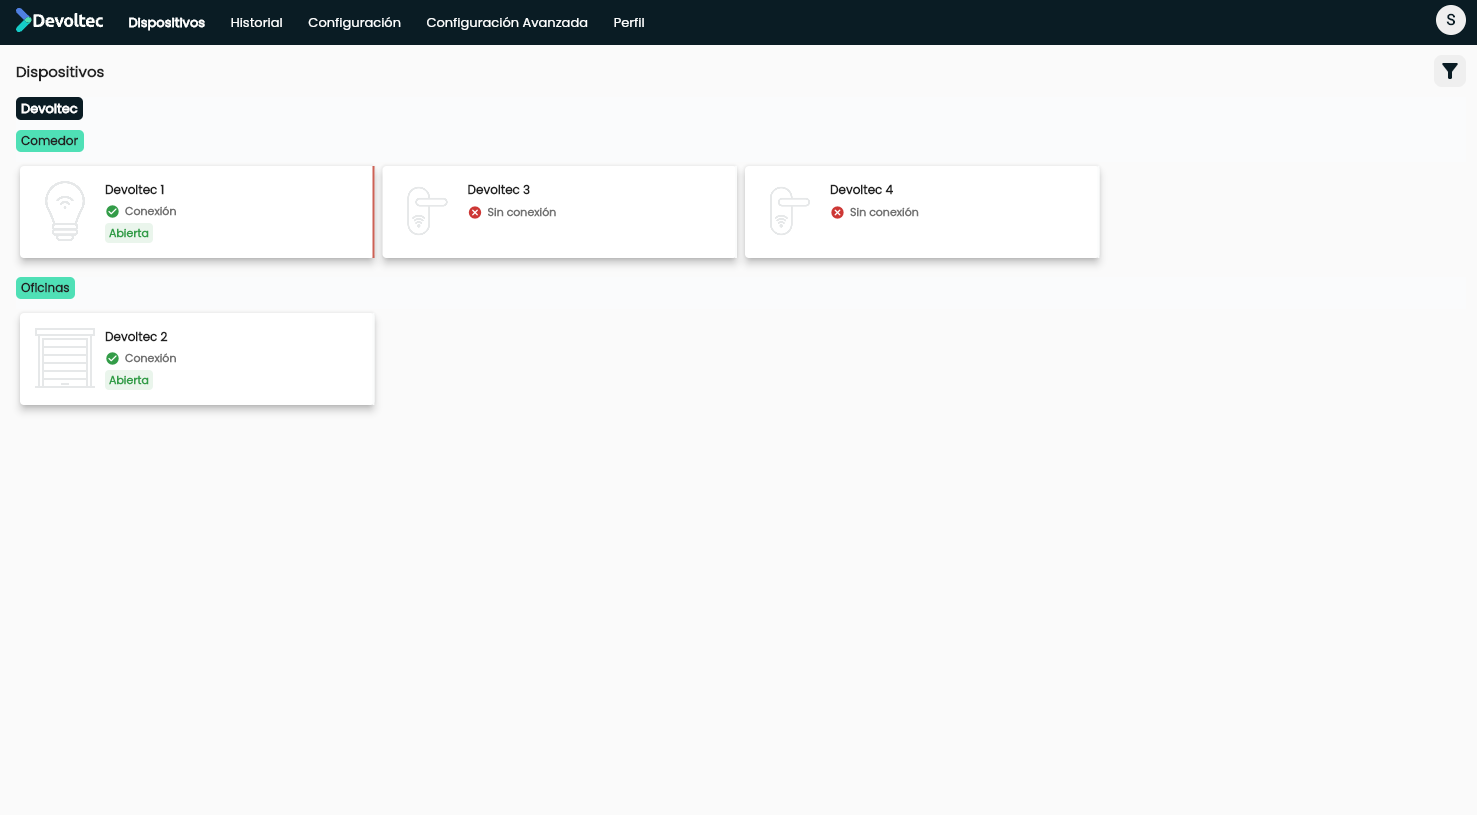 Devoltec Dispositivos Historial Configuración Configuración Avanzada Perfil S
Dispositivos
Devoltec
Comedor
Devoltec 1
Conexión
Abierta
Devoltec 3
Sin conexión
Devoltec 4
Sin conexión
Oficinas
Devoltec 2
Conexión
Abierta